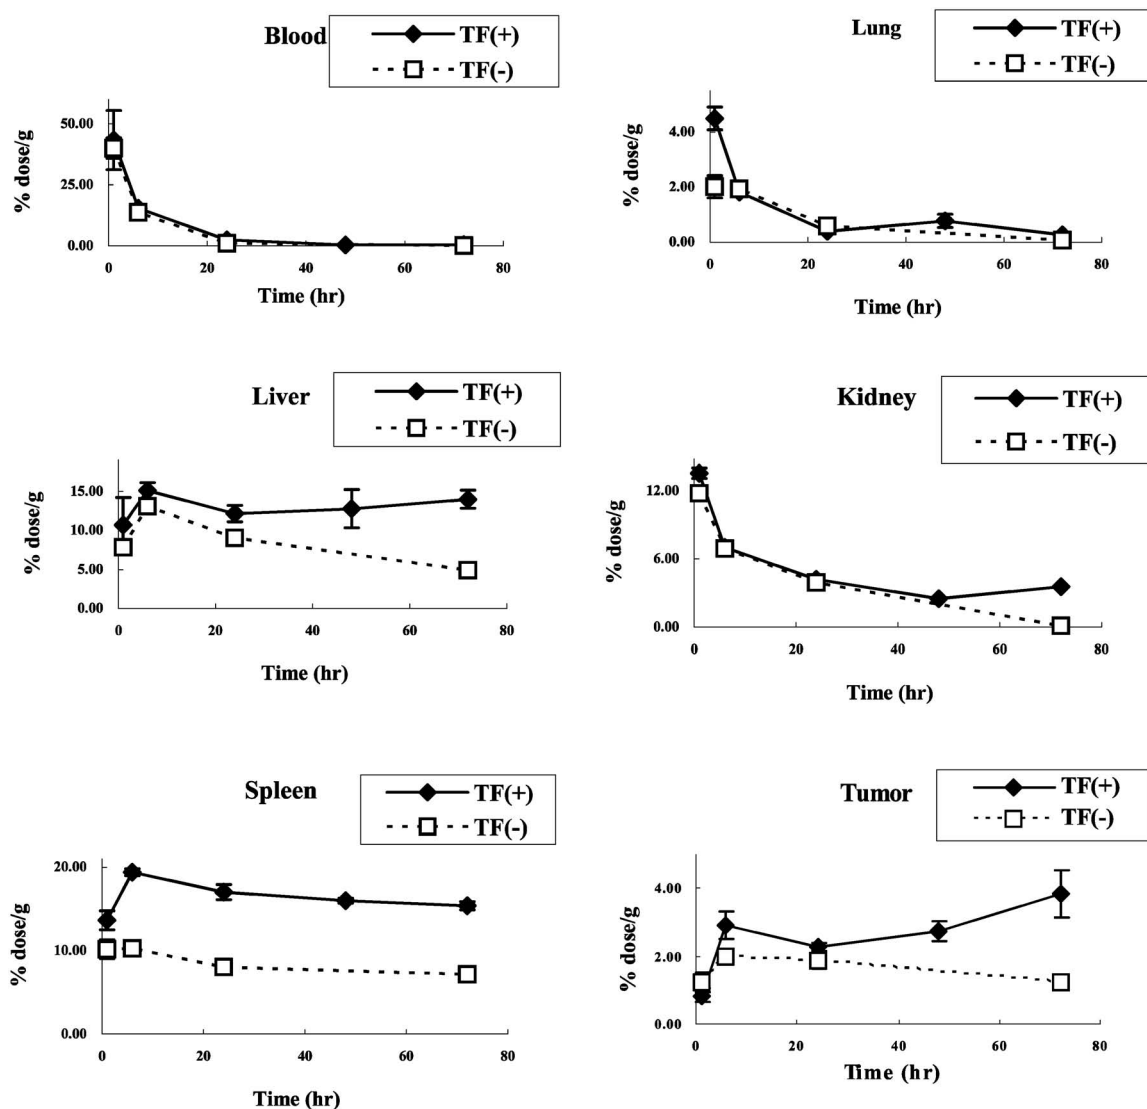 Blood
TF(+)
TF(-)
% dose/g
50.00
25.00
0.00
0 20 40 60 80
Time (hr)
Lung
TF(+)
TF(-)
% dose/g
4.00
2.00
0.00
0 20 40 60 80
Time (hr)
Liver
TF(+)
TF(-)
% dose/g
15.00
10.00
5.00
0.00
0 20 40 60 80
Time (hr)
Kidney
TF(+)
TF(-)
% dose/g
12.00
6.00
0.00
0 20 40 60 80
Time (hr)
Spleen
TF(+)
TF(-)
% dose/g
20.00
10.00
0.00
0 20 40 60 80
Time (hr)
Tumor
TF(+)
TF(-)
% dose/g
4.00
2.00
0.00
0 20 40 60 80
Time (hr)